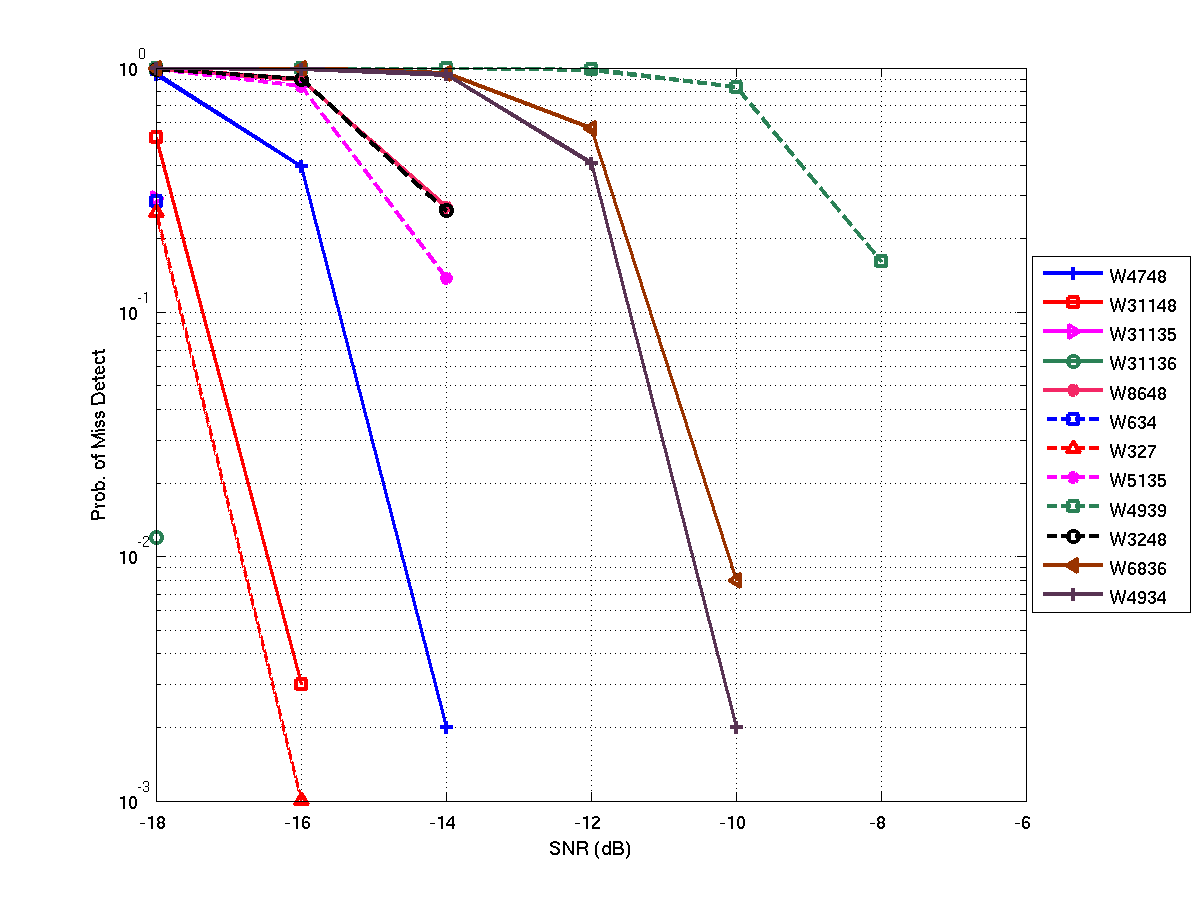 10^0
10^-1
10^-2
10^-3
Prob. of Miss Detect
-18
-16
-14
-12
-10
-8
-6
SNR (dB)
W4748
W31148
W31135
W31136
W8648
W634
W327
W5135
W4939
W3248
W6836
W4934